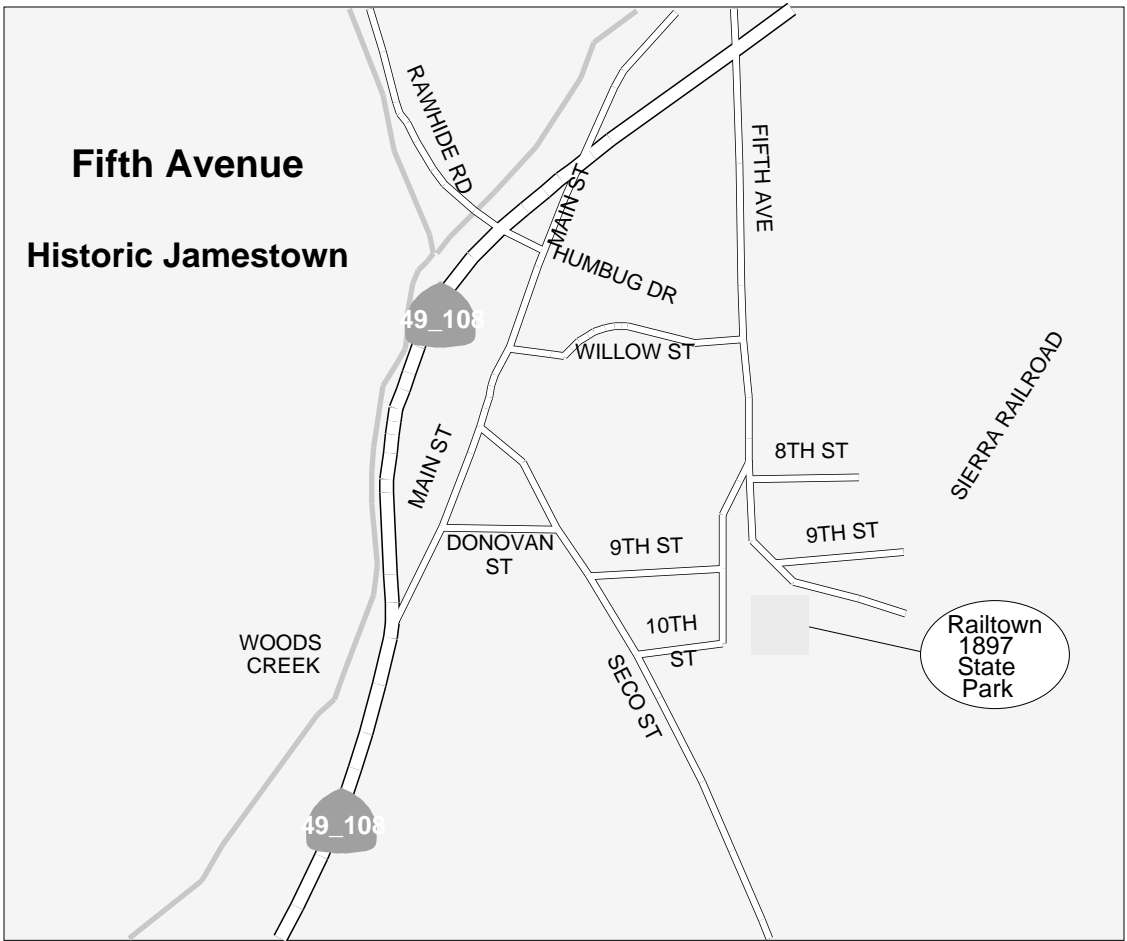 RAWHIDE RD
Fifth Avenue
FIFTH AVE
MAIN ST
Historic Jamestown
HUMBUG DR
49_108
WILLOW ST
SIERRA RAILROAD
MAIN ST
8TH ST
DONOVAN
ST
9TH ST
9TH ST
10TH
ST
WOODS
CREEK
SECO ST
Railtown
1897
State
Park
49_108